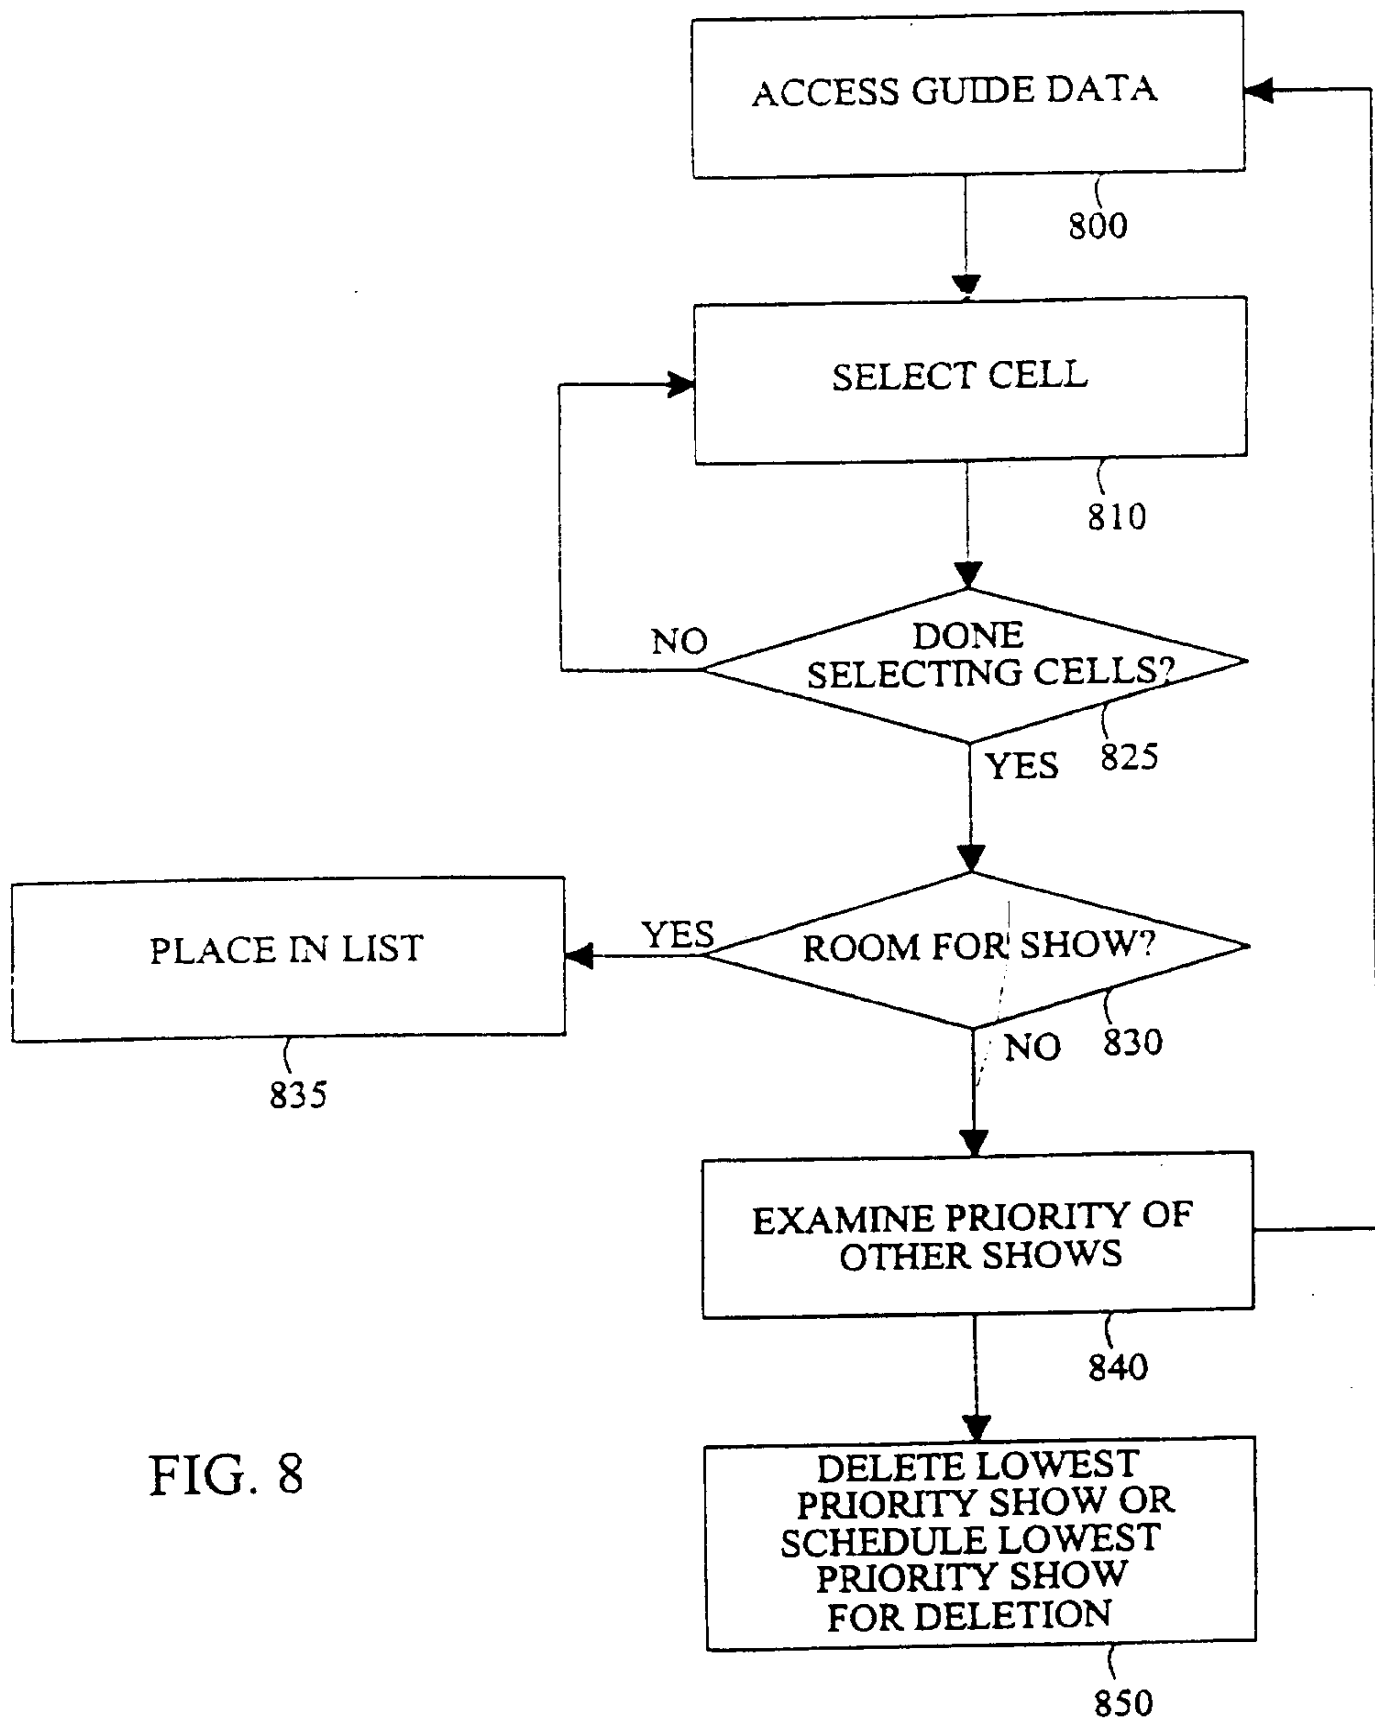 ACCESS GUIDE DATA
800
SELECT CELL
810
NO
DONE
SELECTING CELLS?
825
YES
PLACE IN LIST
835
YES
ROOM FOR SHOW?
830
NO
EXAMINE PRIORITY OF
OTHER SHOWS
840
FIG. 8
DELETE LOWEST
PRIORITY SHOW OR
SCHEDULE LOWEST
PRIORITY SHOW
FOR DELETION
850